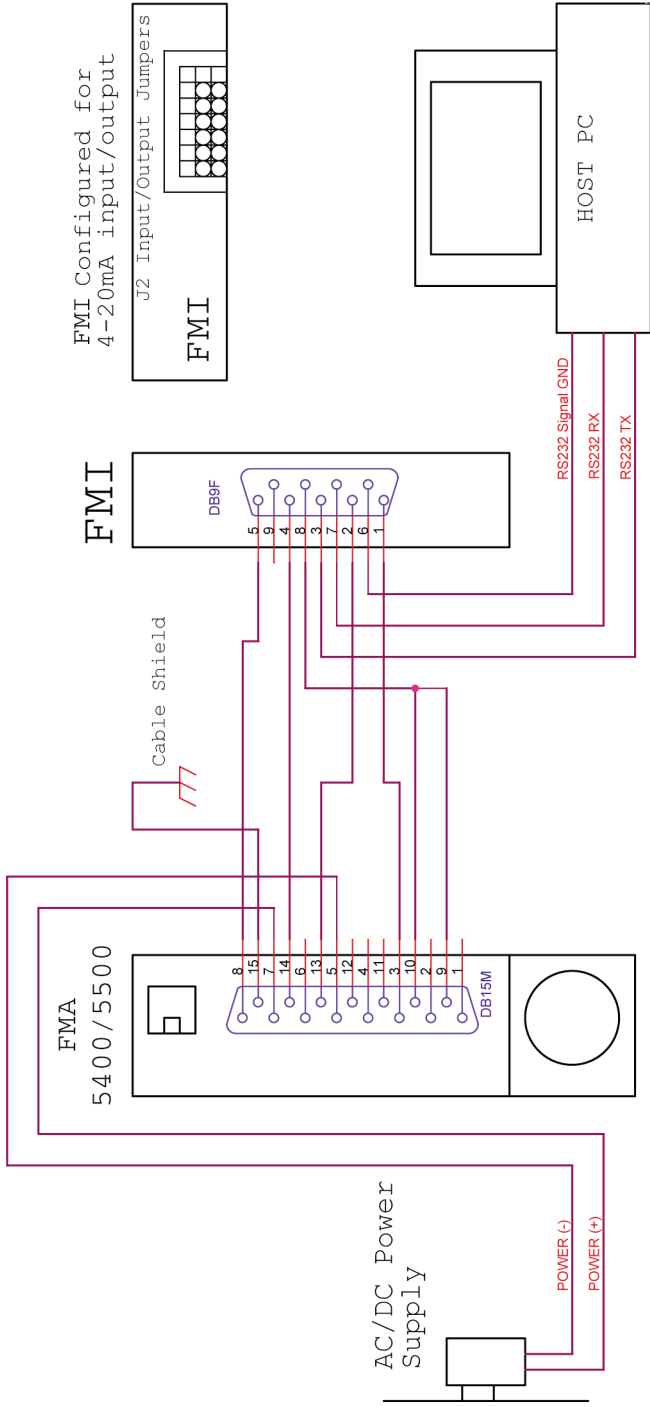 FMI Configured for
4-20mA input/output
J2 Input/Output Jumpers
FMI
HOST PC
RS232 Signal GND
RS232 RX
RS232 TX
FMI
DB9F
5
9
4
8
3
7
2
6
1
Cable Shield
FMA
5400/5500
8
15
7
14
6
13
5
12
4
11
3
10
2
9
1
DB15M
AC/DC Power
Supply
POWER (-)
POWER (+)